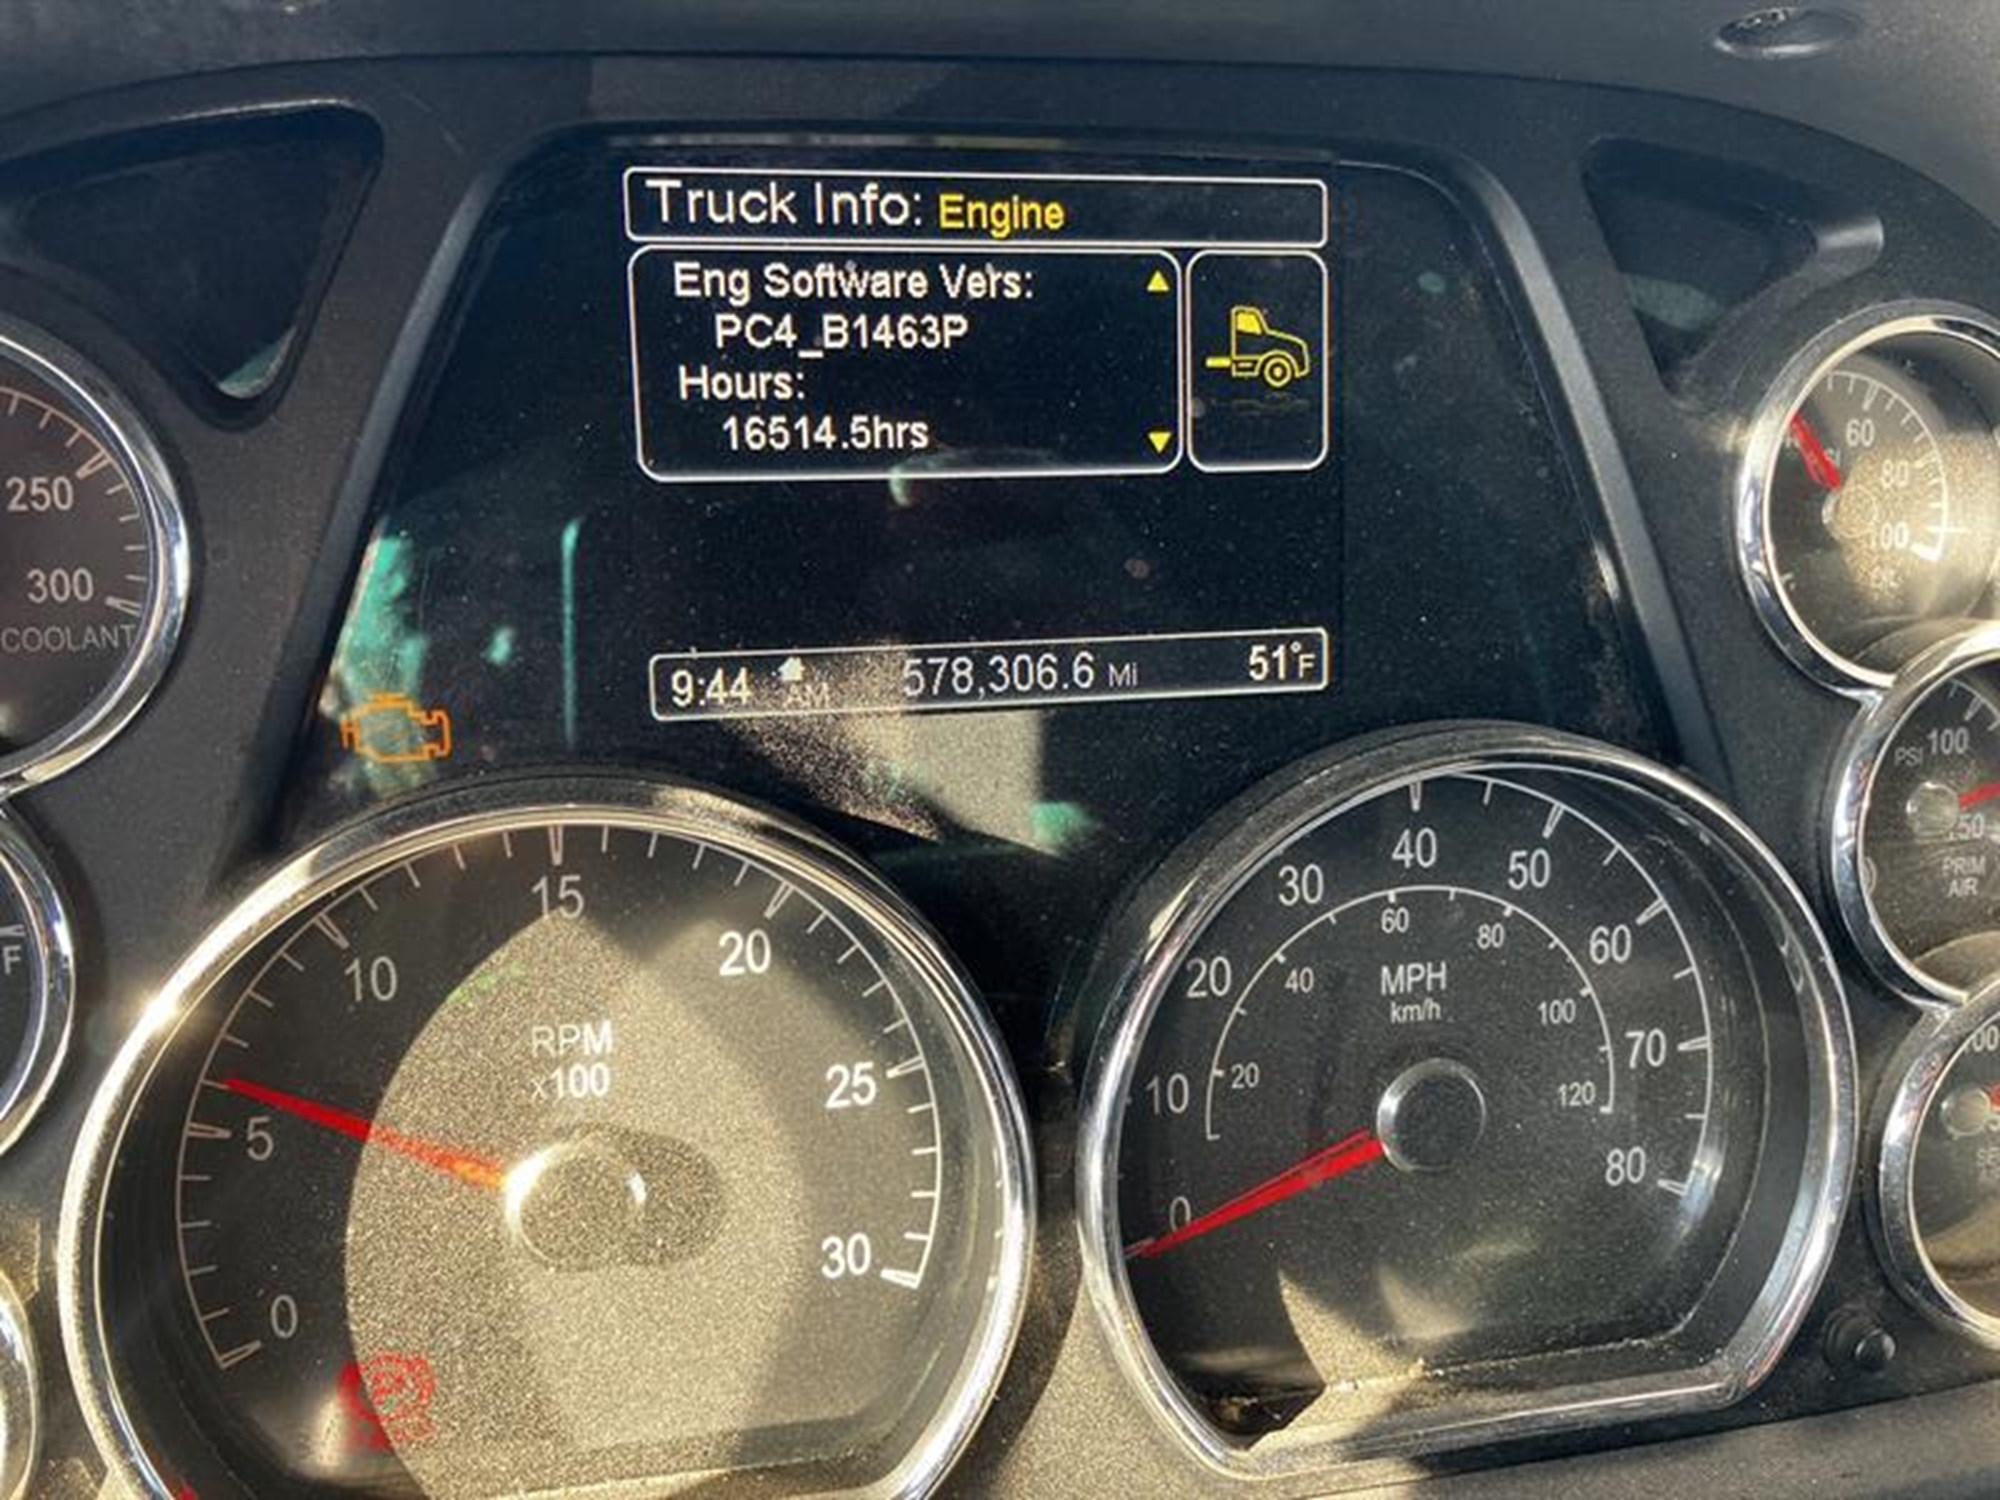 Truck Info: Engine
Eng Software Vers:
PC4_B1463P
Hours:
16514.5hrs
9:44 AM 578,306.6 Mi 51°F
250
300
COOLANT
F
0
5
10
15
20
25
30
RPM
x100
0
10
20
30
40
50
60
70
80
20
40
60
80
100
120
MPH
km/h
60
80
100
PSI 100
150
PRIM
AIR